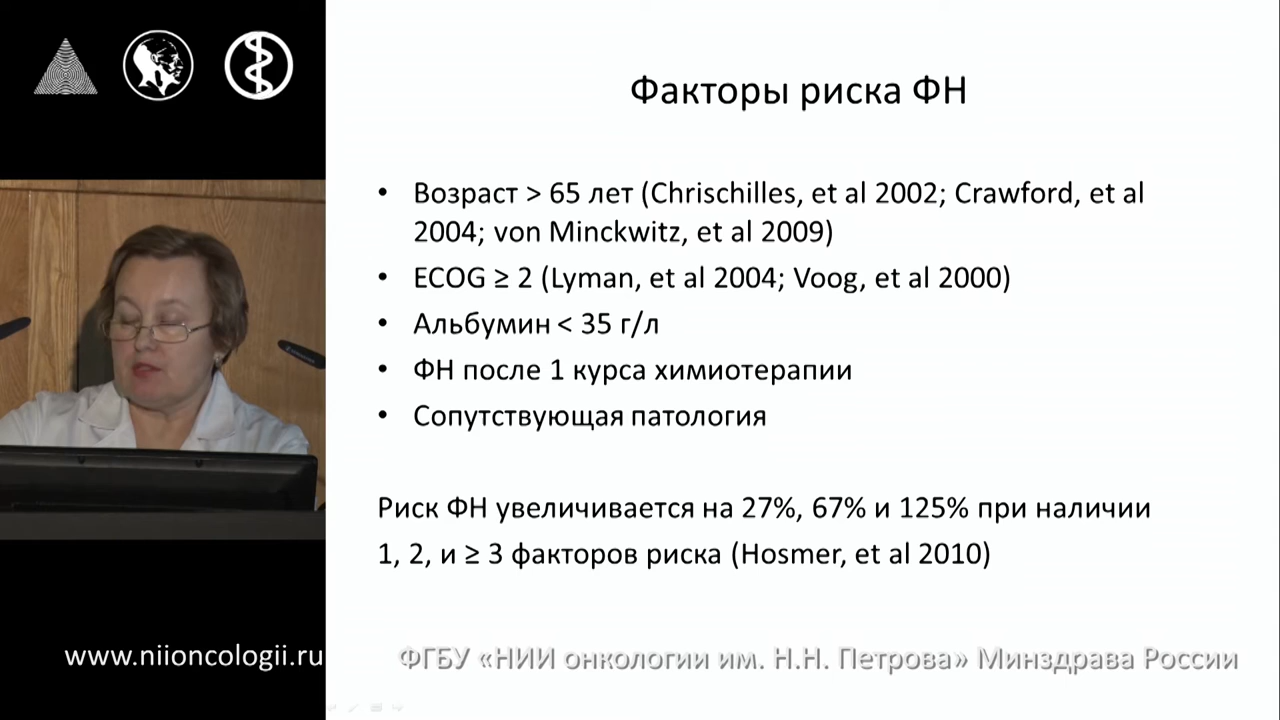 Факторы риска ФН
• Возраст > 65 лет (Chrischilles, et al 2002; Crawford, et al
2004; von Minckwitz, et al 2009)
• ECOG ≥ 2 (Lyman, et al 2004; Voog, et al 2000)
• Альбумин < 35 г/л
• ФН после 1 курса химиотерапии
• Сопутствующая патология
Риск ФН увеличивается на 27%, 67% и 125% при наличии
1, 2, и ≥ 3 факторов риска (Hosmer, et al 2010)
www.niioncologii.ru
ФГБУ «НИИ онкологии им. Н.Н. Петрова» Минздрава России